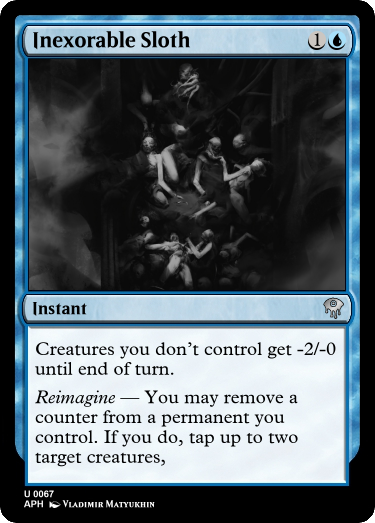 Inexorable Sloth 1
Instant
Creatures you don't control get -2/-0
until end of turn.
Reimagine — You may remove a
counter from a permanent you
control. If you do, tap up to two
target creatures,
U 0067
APH Vladimir Matyukhin